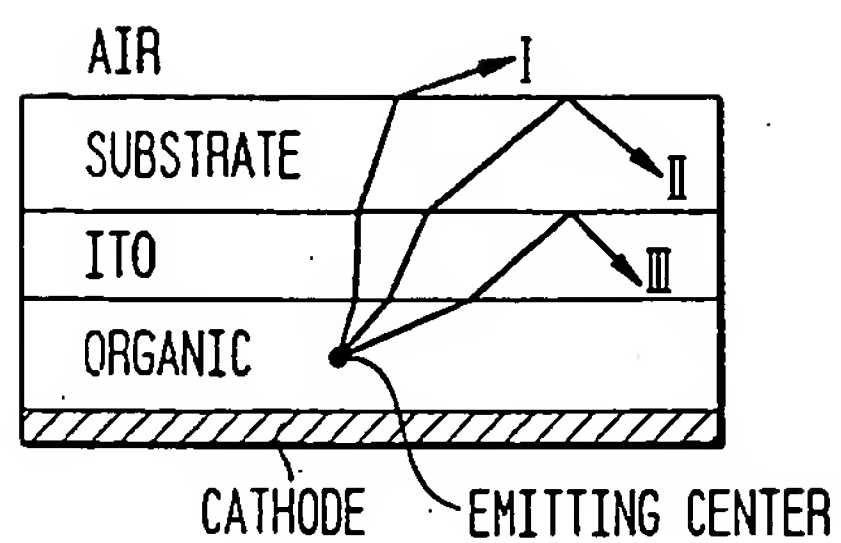 AIR
I
SUBSTRATE
II
ITO
III
ORGANIC
CATHODE
EMITTING CENTER